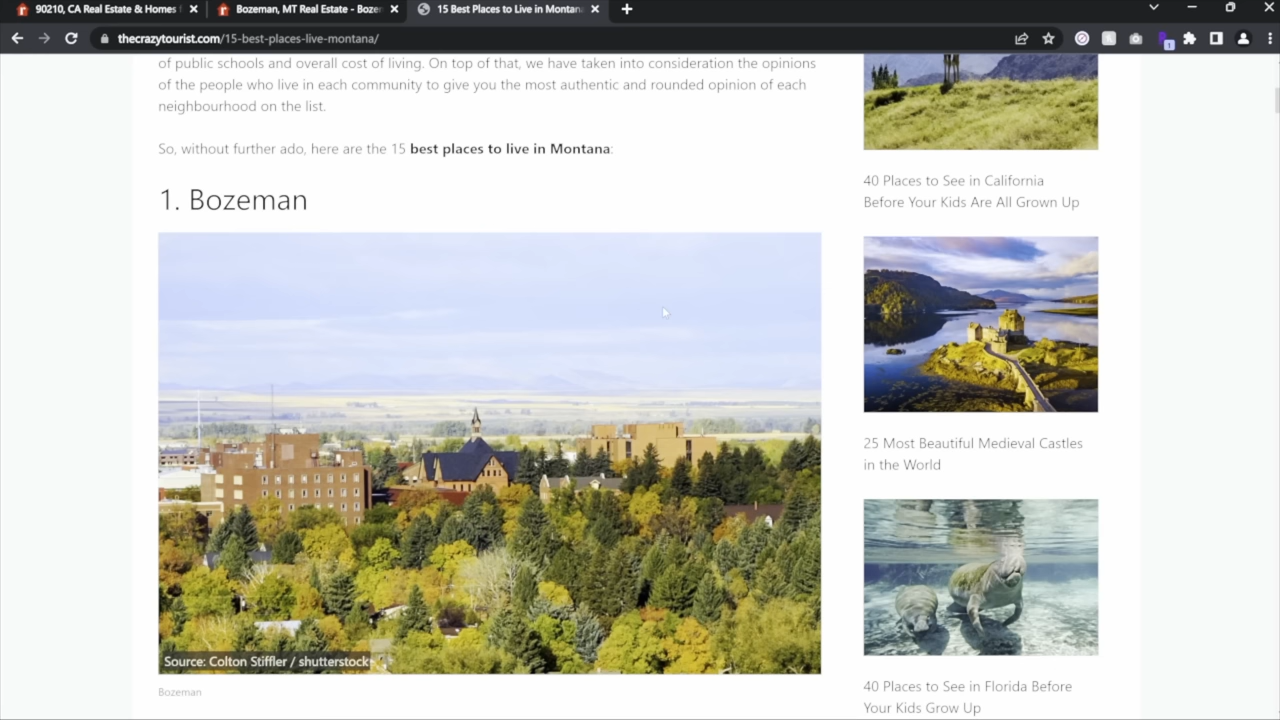 90210, CA Real Estate & Homes f
Bozeman, MT Real Estate - Bozer
15 Best Places to Live in Montana
thecrazytourist.com/15-best-places-live-montana/
of public schools and overall cost of living. On top of that, we have taken into consideration the opinions
of the people who live in each community to give you the most authentic and rounded opinion of each
neighbourhood on the list.
So, without further ado, here are the 15 best places to live in Montana:
1. Bozeman
Source: Colton Stiffler / shutterstock
Bozeman
40 Places to See in California
Before Your Kids Are All Grown Up
25 Most Beautiful Medieval Castles
in the World
40 Places to See in Florida Before
Your Kids Grow Up
1